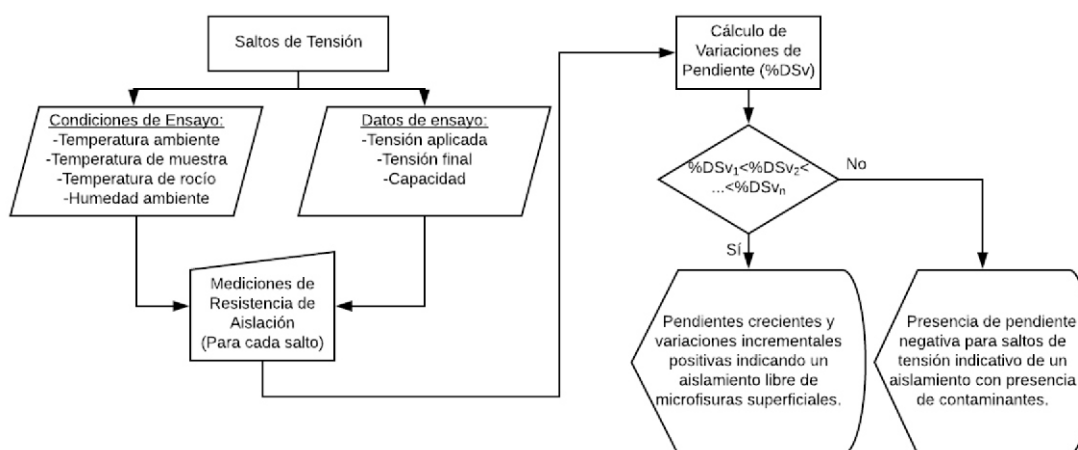 Saltos de Tensión
Condiciones de Ensayo:
-Temperatura ambiente
-Temperatura de muestra
-Temperatura de rocío
-Humedad ambiente
Datos de ensayo:
-Tensión aplicada
-Tensión final
-Capacidad
Mediciones de
Resistencia de
Aislación
(Para cada salto)
Cálculo de
Variaciones de
Pendiente (%DSv)
%DSv₁<%DSv₂<
...<%DSvₙ
No
Sí
Pendientes crecientes y
variaciones incrementales
positivas indicando un
aislamiento libre de
microfisuras superficiales.
Presencia de pendiente
negativa para saltos de
tensión indicativo de un
aislamiento con presencia
de contaminantes.